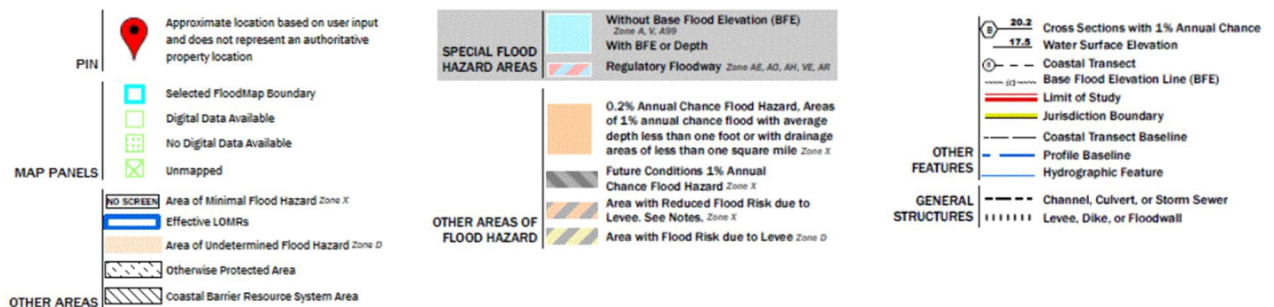 Approximate location based on user input
and does not represent an authoritative
property location
PIN
Selected FloodMap Boundary
Digital Data Available
No Digital Data Available
Unmapped
MAP PANELS
NO SCREEN Area of Minimal Flood Hazard Zone X
Effective LOMRs
Area of Undetermined Flood Hazard Zone D
Otherwise Protected Area
Coastal Barrier Resource System Area
OTHER AREAS
SPECIAL FLOOD
HAZARD AREAS
Without Base Flood Elevation (BFE)
Zone A, V, A99
With BFE or Depth
Regulatory Floodway Zone AE, AO, AH, VE, AR
0.2% Annual Chance Flood Hazard, Areas
of 1% annual chance flood with average
depth less than one foot or with drainage
areas of less than one square mile Zone X
Future Conditions 1% Annual
Chance Flood Hazard Zone X
Area with Reduced Flood Risk due to
Levee. See Notes. Zone X
Area with Flood Risk due to Levee Zone D
OTHER AREAS OF
FLOOD HAZARD
B 20.2 Cross Sections with 1% Annual Chance
17.5 Water Surface Elevation
8 Coastal Transect
513 Base Flood Elevation Line (BFE)
Limit of Study
Jurisdiction Boundary
Coastal Transect Baseline
Profile Baseline
Hydrographic Feature
OTHER
FEATURES
GENERAL
STRUCTURES
Channel, Culvert, or Storm Sewer
Levee, Dike, or Floodwall